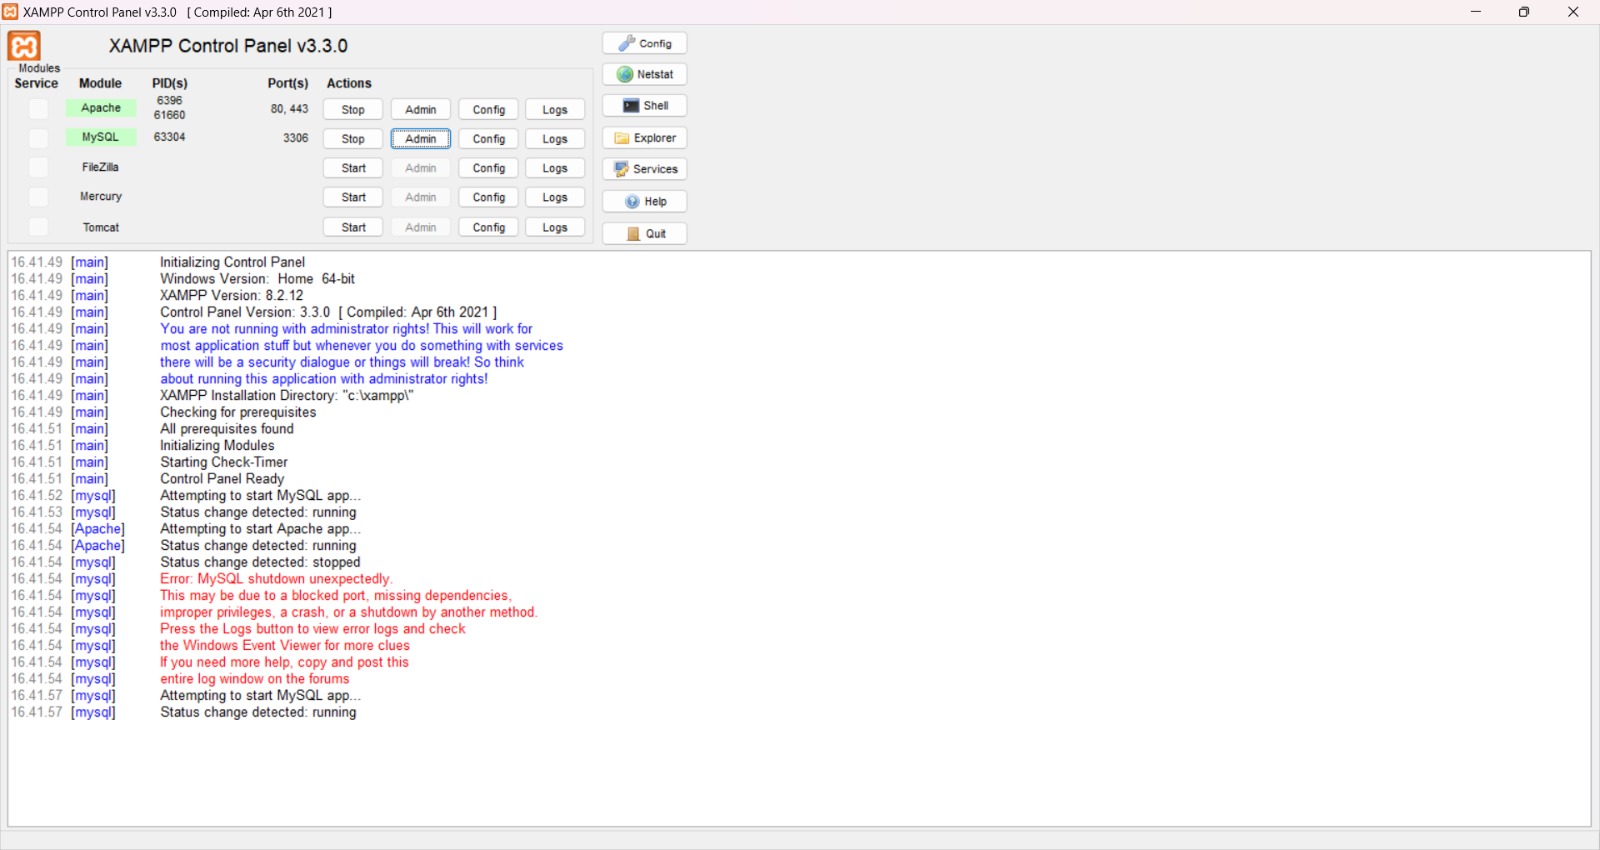 XAMPP Control Panel v3.3.0 [ Compiled: Apr 6th 2021 ]
XAMPP Control Panel v3.3.0
Config
Modules
Service Module PID(s) Port(s) Actions
Netstat
Apache 6396 61660 80, 443 Stop Admin Config Logs
Shell
MySQL 63304 3306 Stop Admin Config Logs
Explorer
FileZilla Start Admin Config Logs
Services
Mercury Start Admin Config Logs
Help
Tomcat Start Admin Config Logs
Quit
16.41.49 [main] Initializing Control Panel
16.41.49 [main] Windows Version: Home 64-bit
16.41.49 [main] XAMPP Version: 8.2.12
16.41.49 [main] Control Panel Version: 3.3.0 [ Compiled: Apr 6th 2021 ]
16.41.49 [main] You are not running with administrator rights! This will work for
16.41.49 [main] most application stuff but whenever you do something with services
16.41.49 [main] there will be a security dialogue or things will break! So think
16.41.49 [main] about running this application with administrator rights!
16.41.49 [main] XAMPP Installation Directory: "c:\xampp\"
16.41.49 [main] Checking for prerequisites
16.41.51 [main] All prerequisites found
16.41.51 [main] Initializing Modules
16.41.51 [main] Starting Check-Timer
16.41.51 [main] Control Panel Ready
16.41.52 [mysql] Attempting to start MySQL app...
16.41.53 [mysql] Status change detected: running
16.41.54 [Apache] Attempting to start Apache app...
16.41.54 [Apache] Status change detected: running
16.41.54 [mysql] Status change detected: stopped
16.41.54 [mysql] Error: MySQL shutdown unexpectedly.
16.41.54 [mysql] This may be due to a blocked port, missing dependencies,
16.41.54 [mysql] improper privileges, a crash, or a shutdown by another method.
16.41.54 [mysql] Press the Logs button to view error logs and check
16.41.54 [mysql] the Windows Event Viewer for more clues
16.41.54 [mysql] If you need more help, copy and post this
16.41.54 [mysql] entire log window on the forums
16.41.57 [mysql] Attempting to start MySQL app...
16.41.57 [mysql] Status change detected: running